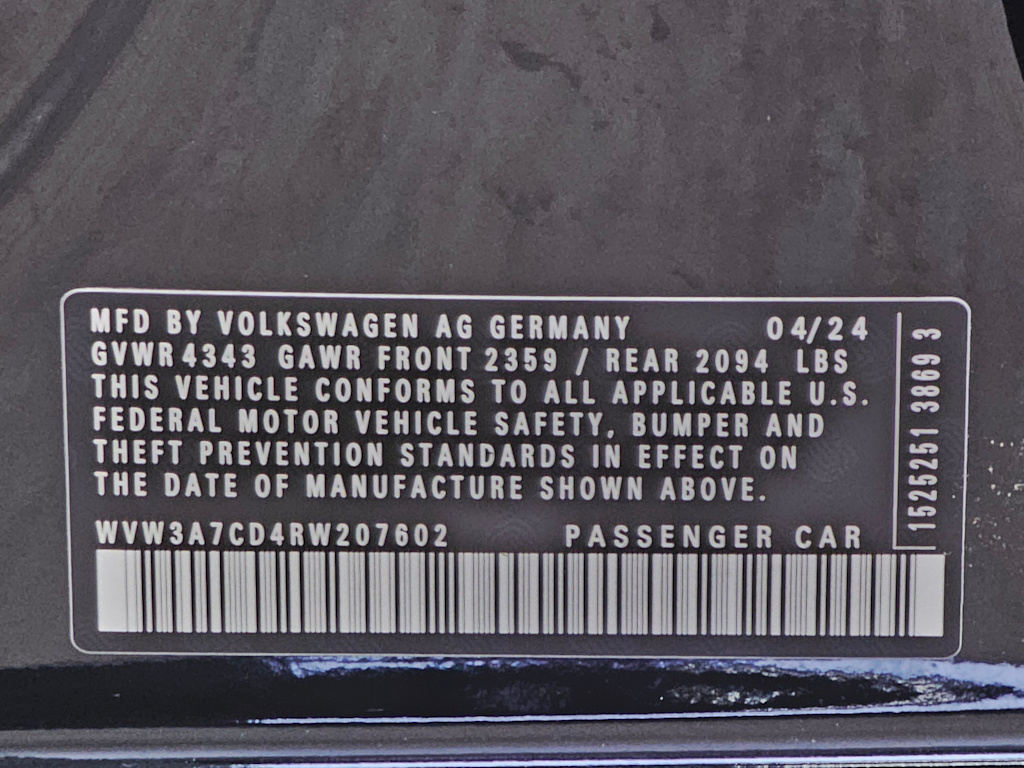 MFD BY VOLKSWAGEN AG GERMANY 04/24
GVWR 4343 GAWR FRONT 2359 / REAR 2094 LBS
THIS VEHICLE CONFORMS TO ALL APPLICABLE U.S.
FEDERAL MOTOR VEHICLE SAFETY, BUMPER AND
THEFT PREVENTION STANDARDS IN EFFECT ON
THE DATE OF MANUFACTURE SHOWN ABOVE.
WVW3A7CD4RW207602 PASSENGER CAR
1525251 3869 3